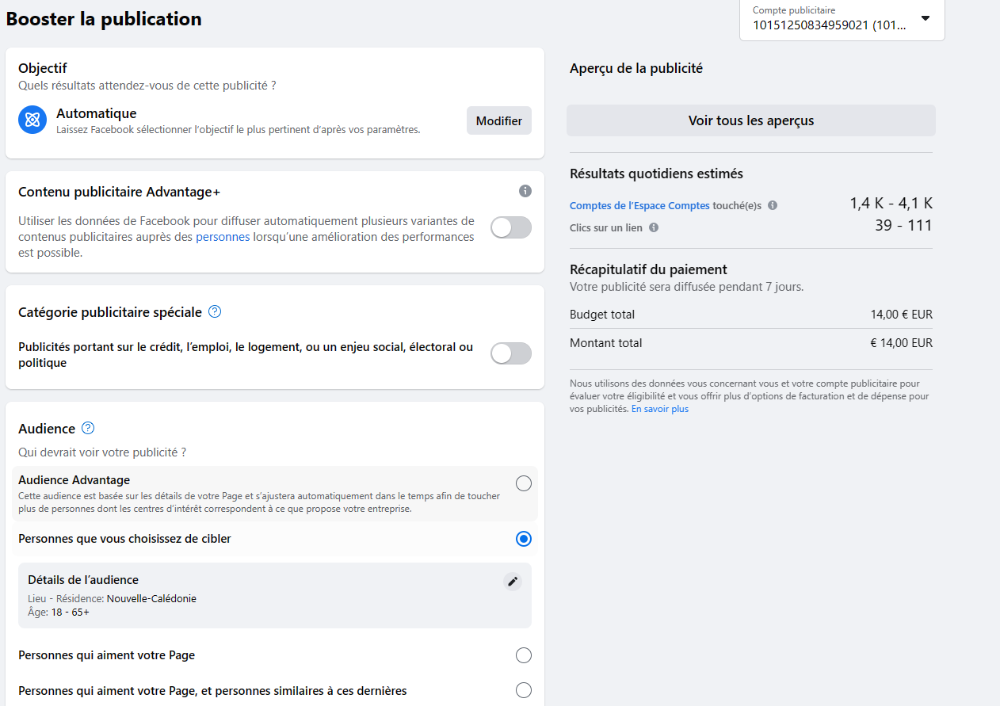 Booster la publication
Compte publicitaire
10151250834959021 (101...
Objectif
Quels résultats attendez-vous de cette publicité ?
Automatique
Laissez Facebook sélectionner l'objectif le plus pertinent d'après vos paramètres.
Modifier
Contenu publicitaire Advantage+
Utiliser les données de Facebook pour diffuser automatiquement plusieurs variantes de
contenus publicitaires auprès des personnes lorsqu'une amélioration des performances
est possible.
Catégorie publicitaire spéciale
Publicités portant sur le crédit, l'emploi, le logement, ou un enjeu social, électoral ou
politique
Audience
Qui devrait voir votre publicité ?
Audience Advantage
Cette audience est basée sur les détails de votre Page et s'ajustera automatiquement dans le temps afin de toucher
plus de personnes dont les centres d'intérêt correspondent à ce que propose votre entreprise.
Personnes que vous choisissez de cibler
Détails de l'audience
Lieu - Résidence: Nouvelle-Calédonie
Âge: 18 - 65+
Personnes qui aiment votre Page
Personnes qui aiment votre Page, et personnes similaires à ces dernières
Aperçu de la publicité
Voir tous les aperçus
Résultats quotidiens estimés
Comptes de l'Espace Comptes touché(e)s 1,4 K - 4,1 K
Clics sur un lien 39 - 111
Récapitulatif du paiement
Votre publicité sera diffusée pendant 7 jours.
Budget total 14,00 € EUR
Montant total € 14,00 EUR
Nous utilisons des données vous concernant vous et votre compte publicitaire pour
évaluer votre éligibilité et vous offrir plus d'options de facturation et de dépense pour
vos publicités. En savoir plus